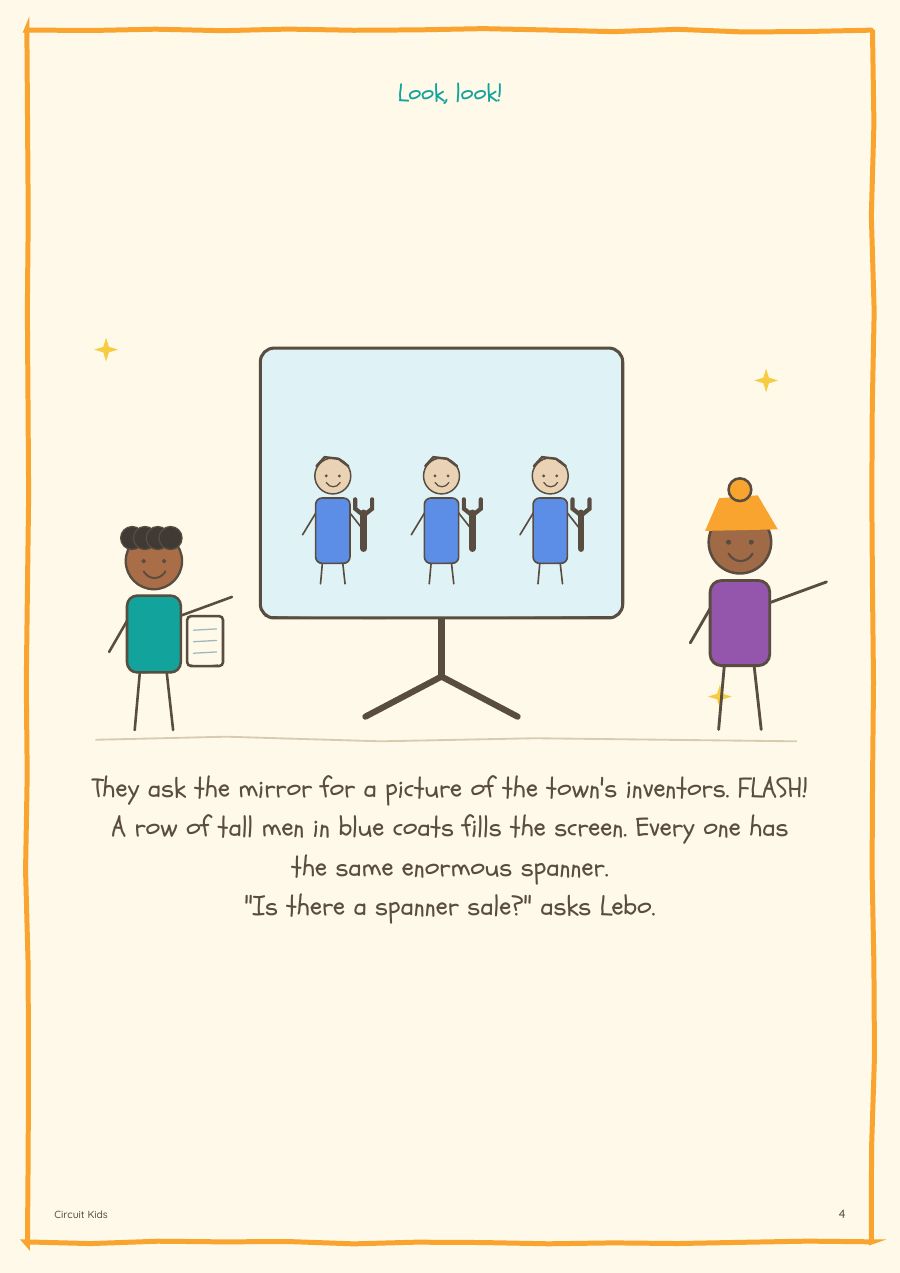 Look, look!
They ask the mirror for a picture of the town's inventors. FLASH!
A row of tall men in blue coats fills the screen. Every one has
the same enormous spanner.
"Is there a spanner sale?" asks Lebo.
Circuit Kids
4